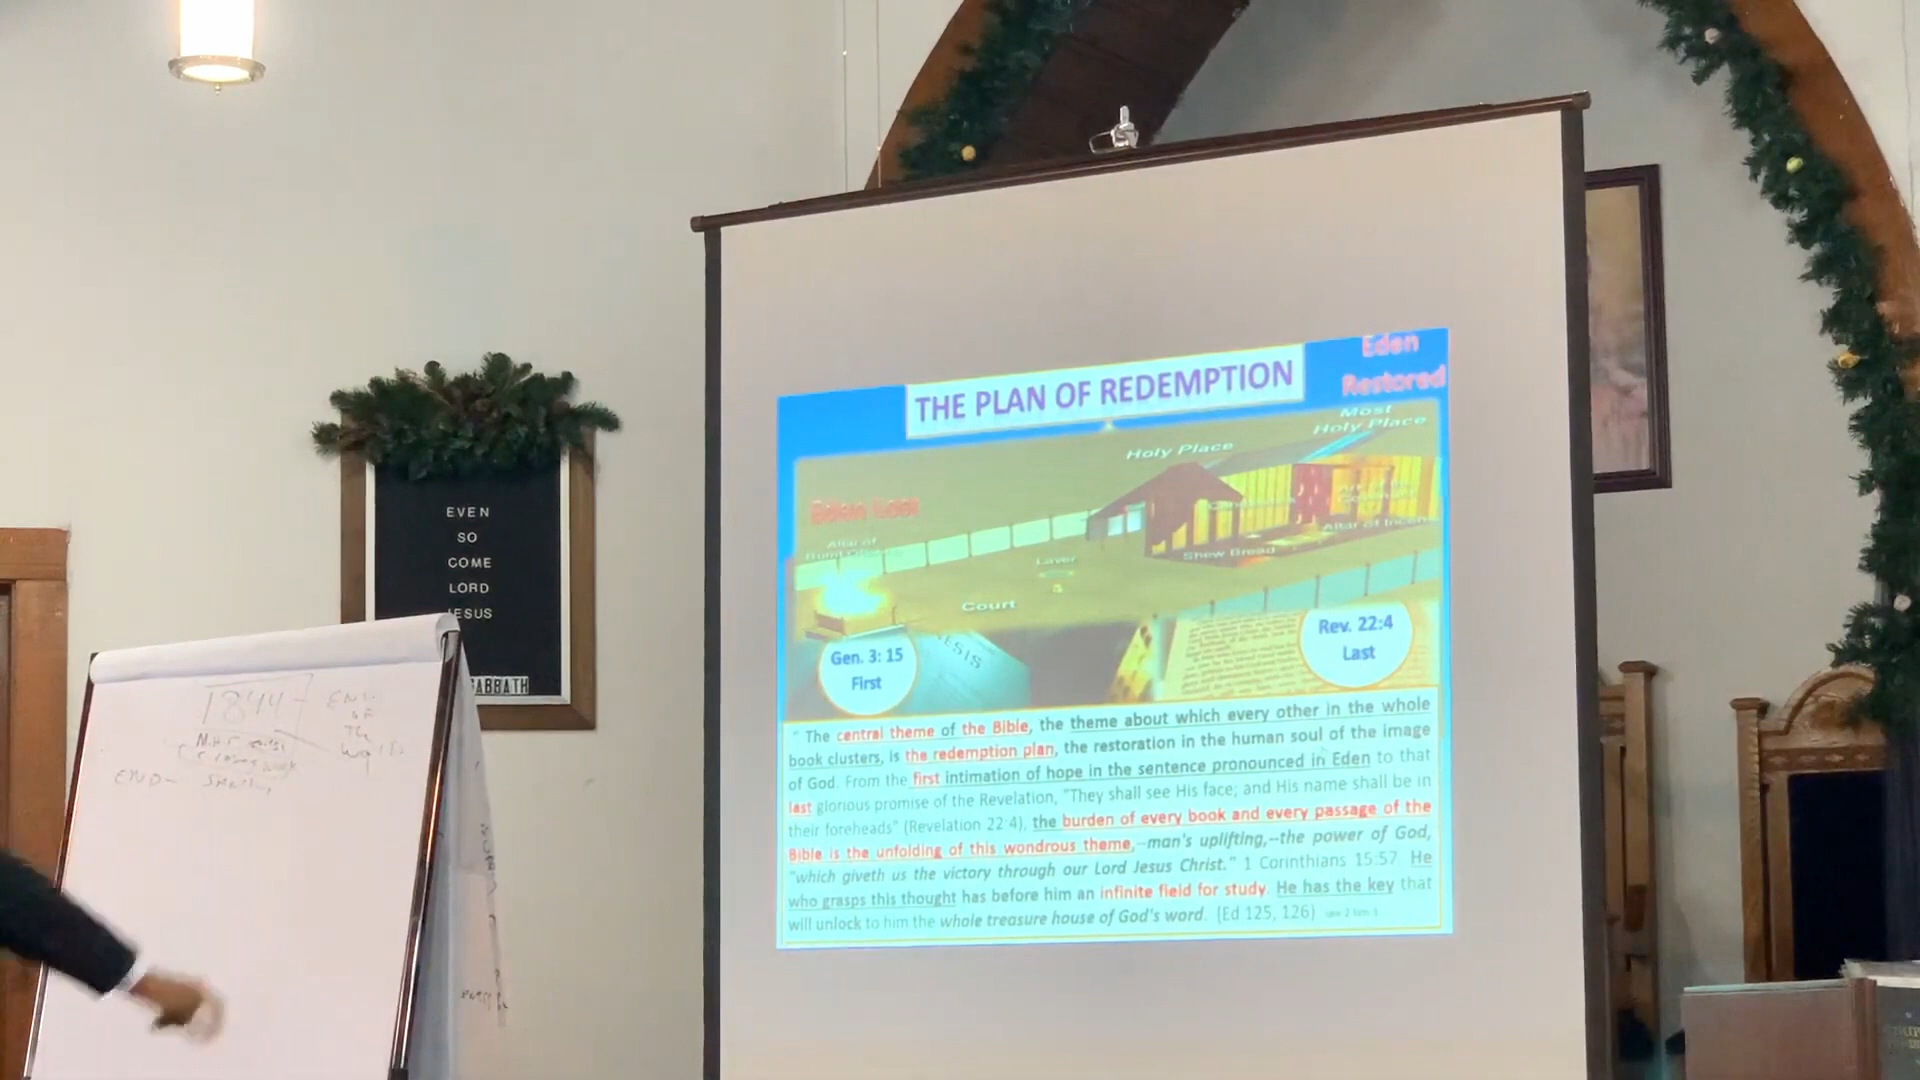 EVEN
SO
COME
LORD
JESUS
SABBATH
1844
END
END-
THE PLAN OF REDEMPTION
Eden
Restored
Most
Holy Place
Holy Place
Eden Lost
Altar of
Laver
Shew Bread
Altar of Incense
Court
Gen. 3: 15
First
Rev. 22:4
Last
" The central theme of the Bible, the theme about which every other in the whole
book clusters, is the redemption plan, the restoration in the human soul of the image
of God. From the first intimation of hope in the sentence pronounced in Eden to that
last glorious promise of the Revelation, "They shall see His face; and His name shall be in
their foreheads" (Revelation 22:4), the burden of every book and every passage of the
Bible is the unfolding of this wondrous theme,--man's uplifting,--the power of God,
"which giveth us the victory through our Lord Jesus Christ." 1 Corinthians 15:57. He
who grasps this thought has before him an infinite field for study. He has the key that
will unlock to him the whole treasure house of God's word. (Ed 125, 126)